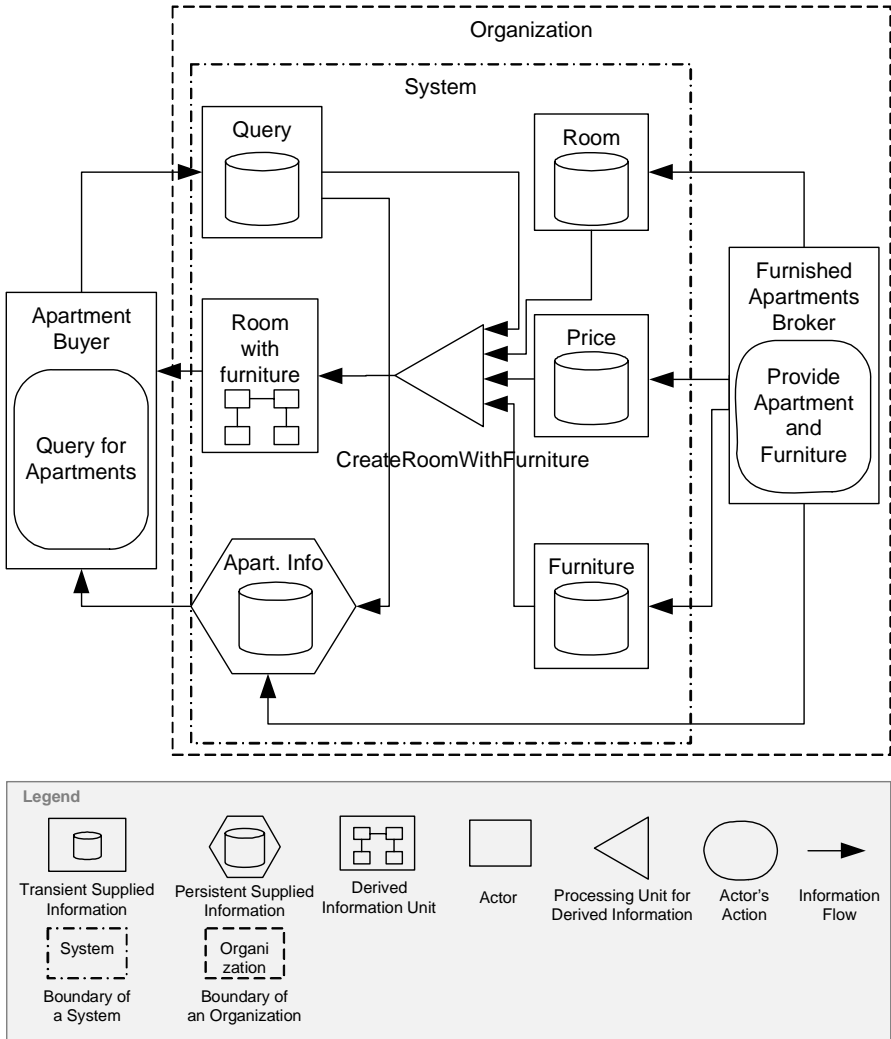 Organization
System
Query
Room
Apartment
Buyer
Query for
Apartments
Room
with
furniture
Price
Furnished
Apartments
Broker
Provide
Apartment
and
Furniture
CreateRoomWithFurniture
Apart. Info
Furniture
Legend
Transient Supplied
Information
Persistent Supplied
Information
Derived
Information Unit
Actor
Processing Unit for
Derived Information
Actor's
Action
Information
Flow
System
Boundary of
a System
Organi
zation
Boundary of
an Organization